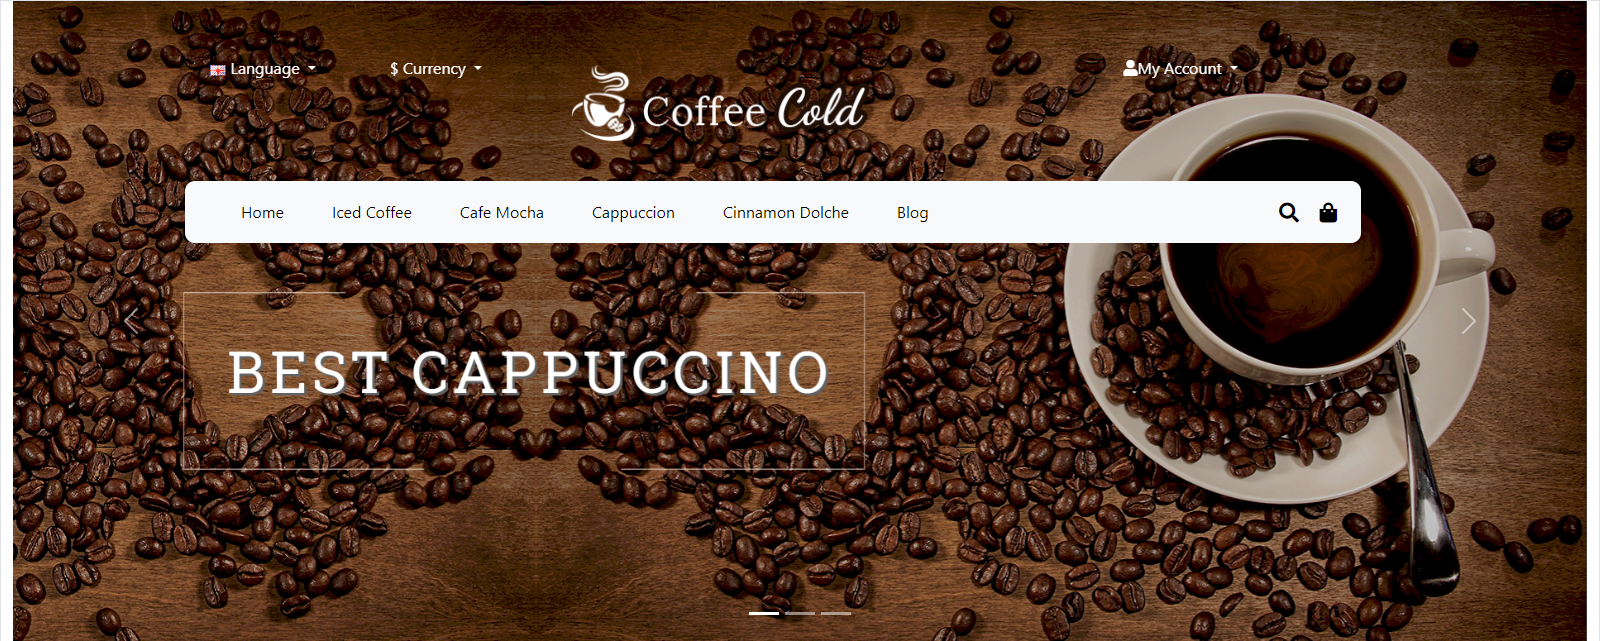 Language
$ Currency
My Account
Coffee Cold
Home
Iced Coffee
Cafe Mocha
Cappuccion
Cinnamon Dolche
Blog
BEST CAPPUCCINO